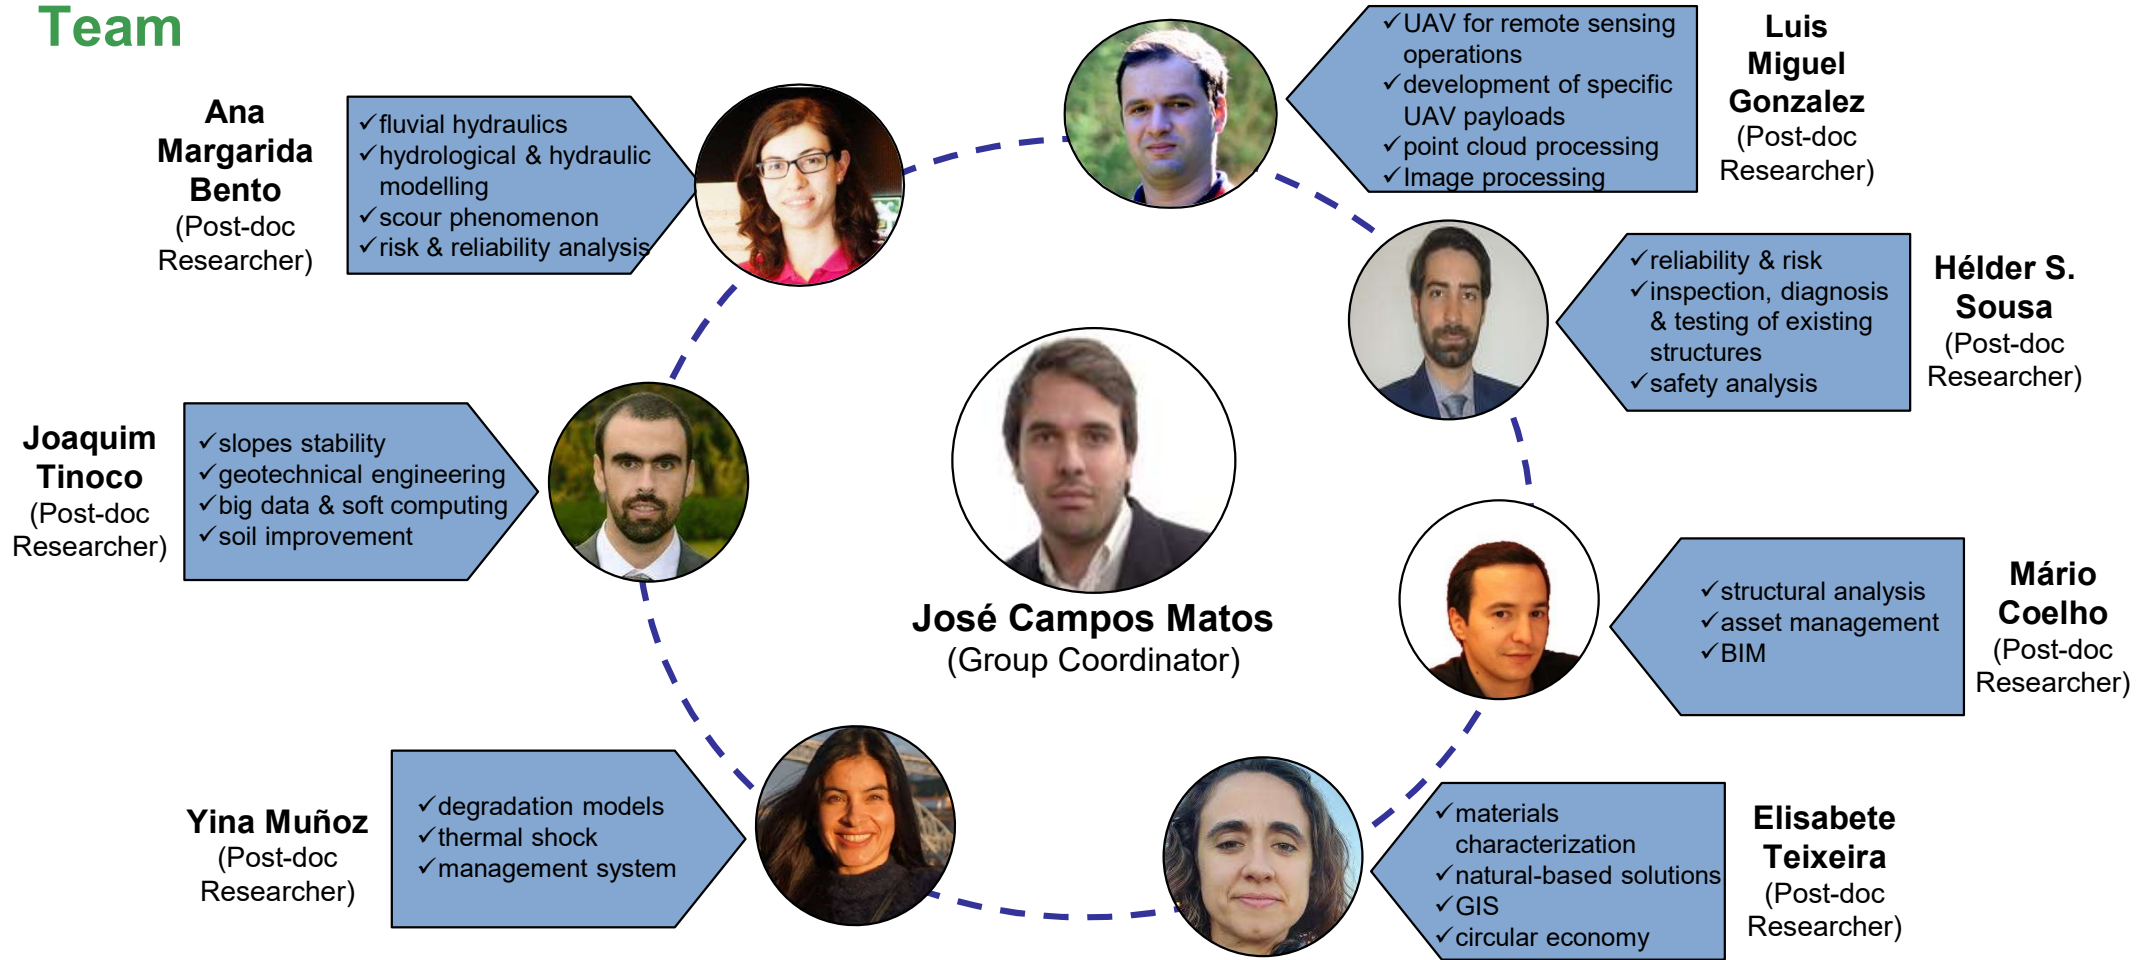 Team
Ana
Margarida
Bento
(Post-doc
Researcher)
✓fluvial hydraulics
✓hydrological & hydraulic
modelling
✓scour phenomenon
✓risk & reliability analysis
✓UAV for remote sensing
operations
✓development of specific
UAV payloads
✓point cloud processing
✓Image processing
Luis
Miguel
Gonzalez
(Post-doc
Researcher)
✓reliability & risk
✓inspection, diagnosis
& testing of existing
structures
✓safety analysis
Hélder S.
Sousa
(Post-doc
Researcher)
Joaquim
Tinoco
(Post-doc
Researcher)
✓slopes stability
✓geotechnical engineering
✓big data & soft computing
✓soil improvement
José Campos Matos
(Group Coordinator)
✓structural analysis
✓asset management
✓BIM
Mário
Coelho
(Post-doc
Researcher)
Yina Muñoz
(Post-doc
Researcher)
✓degradation models
✓thermal shock
✓management system
✓materials
characterization
✓natural-based solutions
✓GIS
✓circular economy
Elisabete
Teixeira
(Post-doc
Researcher)